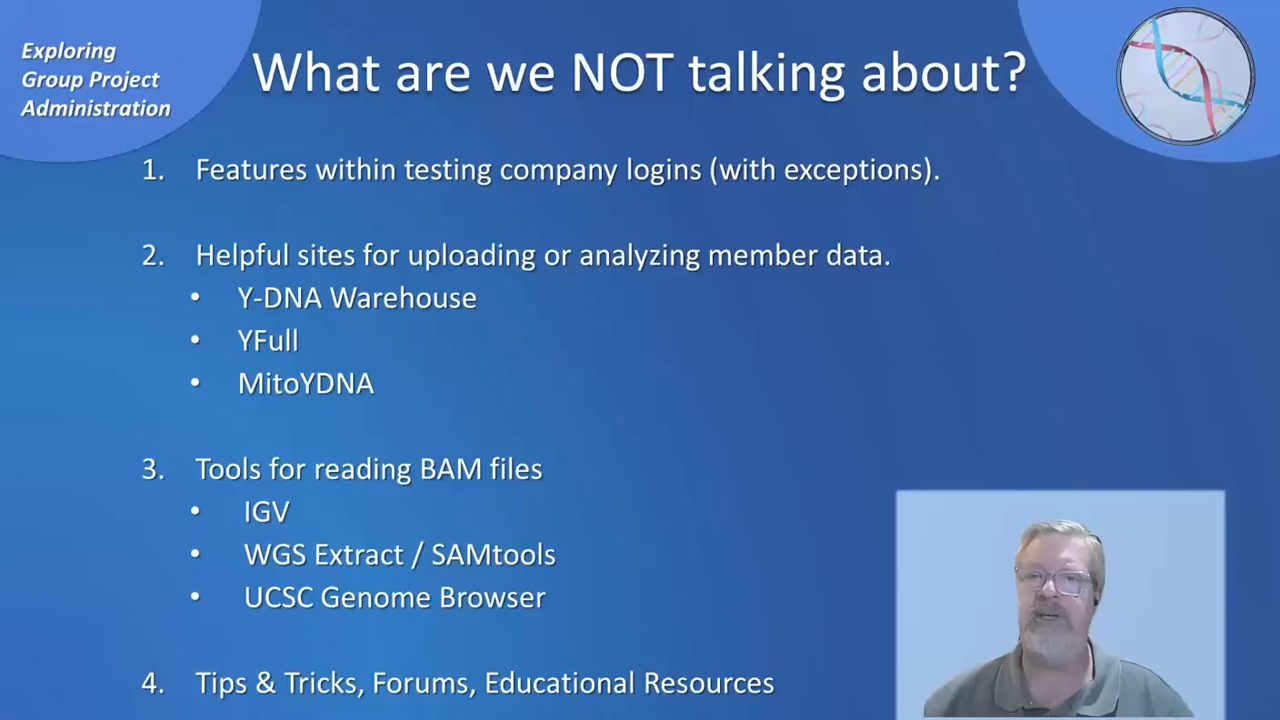 Exploring
Group Project
Administration
What are we NOT talking about?
1. Features within testing company logins (with exceptions).
2. Helpful sites for uploading or analyzing member data.
• Y-DNA Warehouse
• YFull
• MitoYDNA
3. Tools for reading BAM files
• IGV
• WGS Extract / SAMtools
• UCSC Genome Browser
4. Tips & Tricks, Forums, Educational Resources